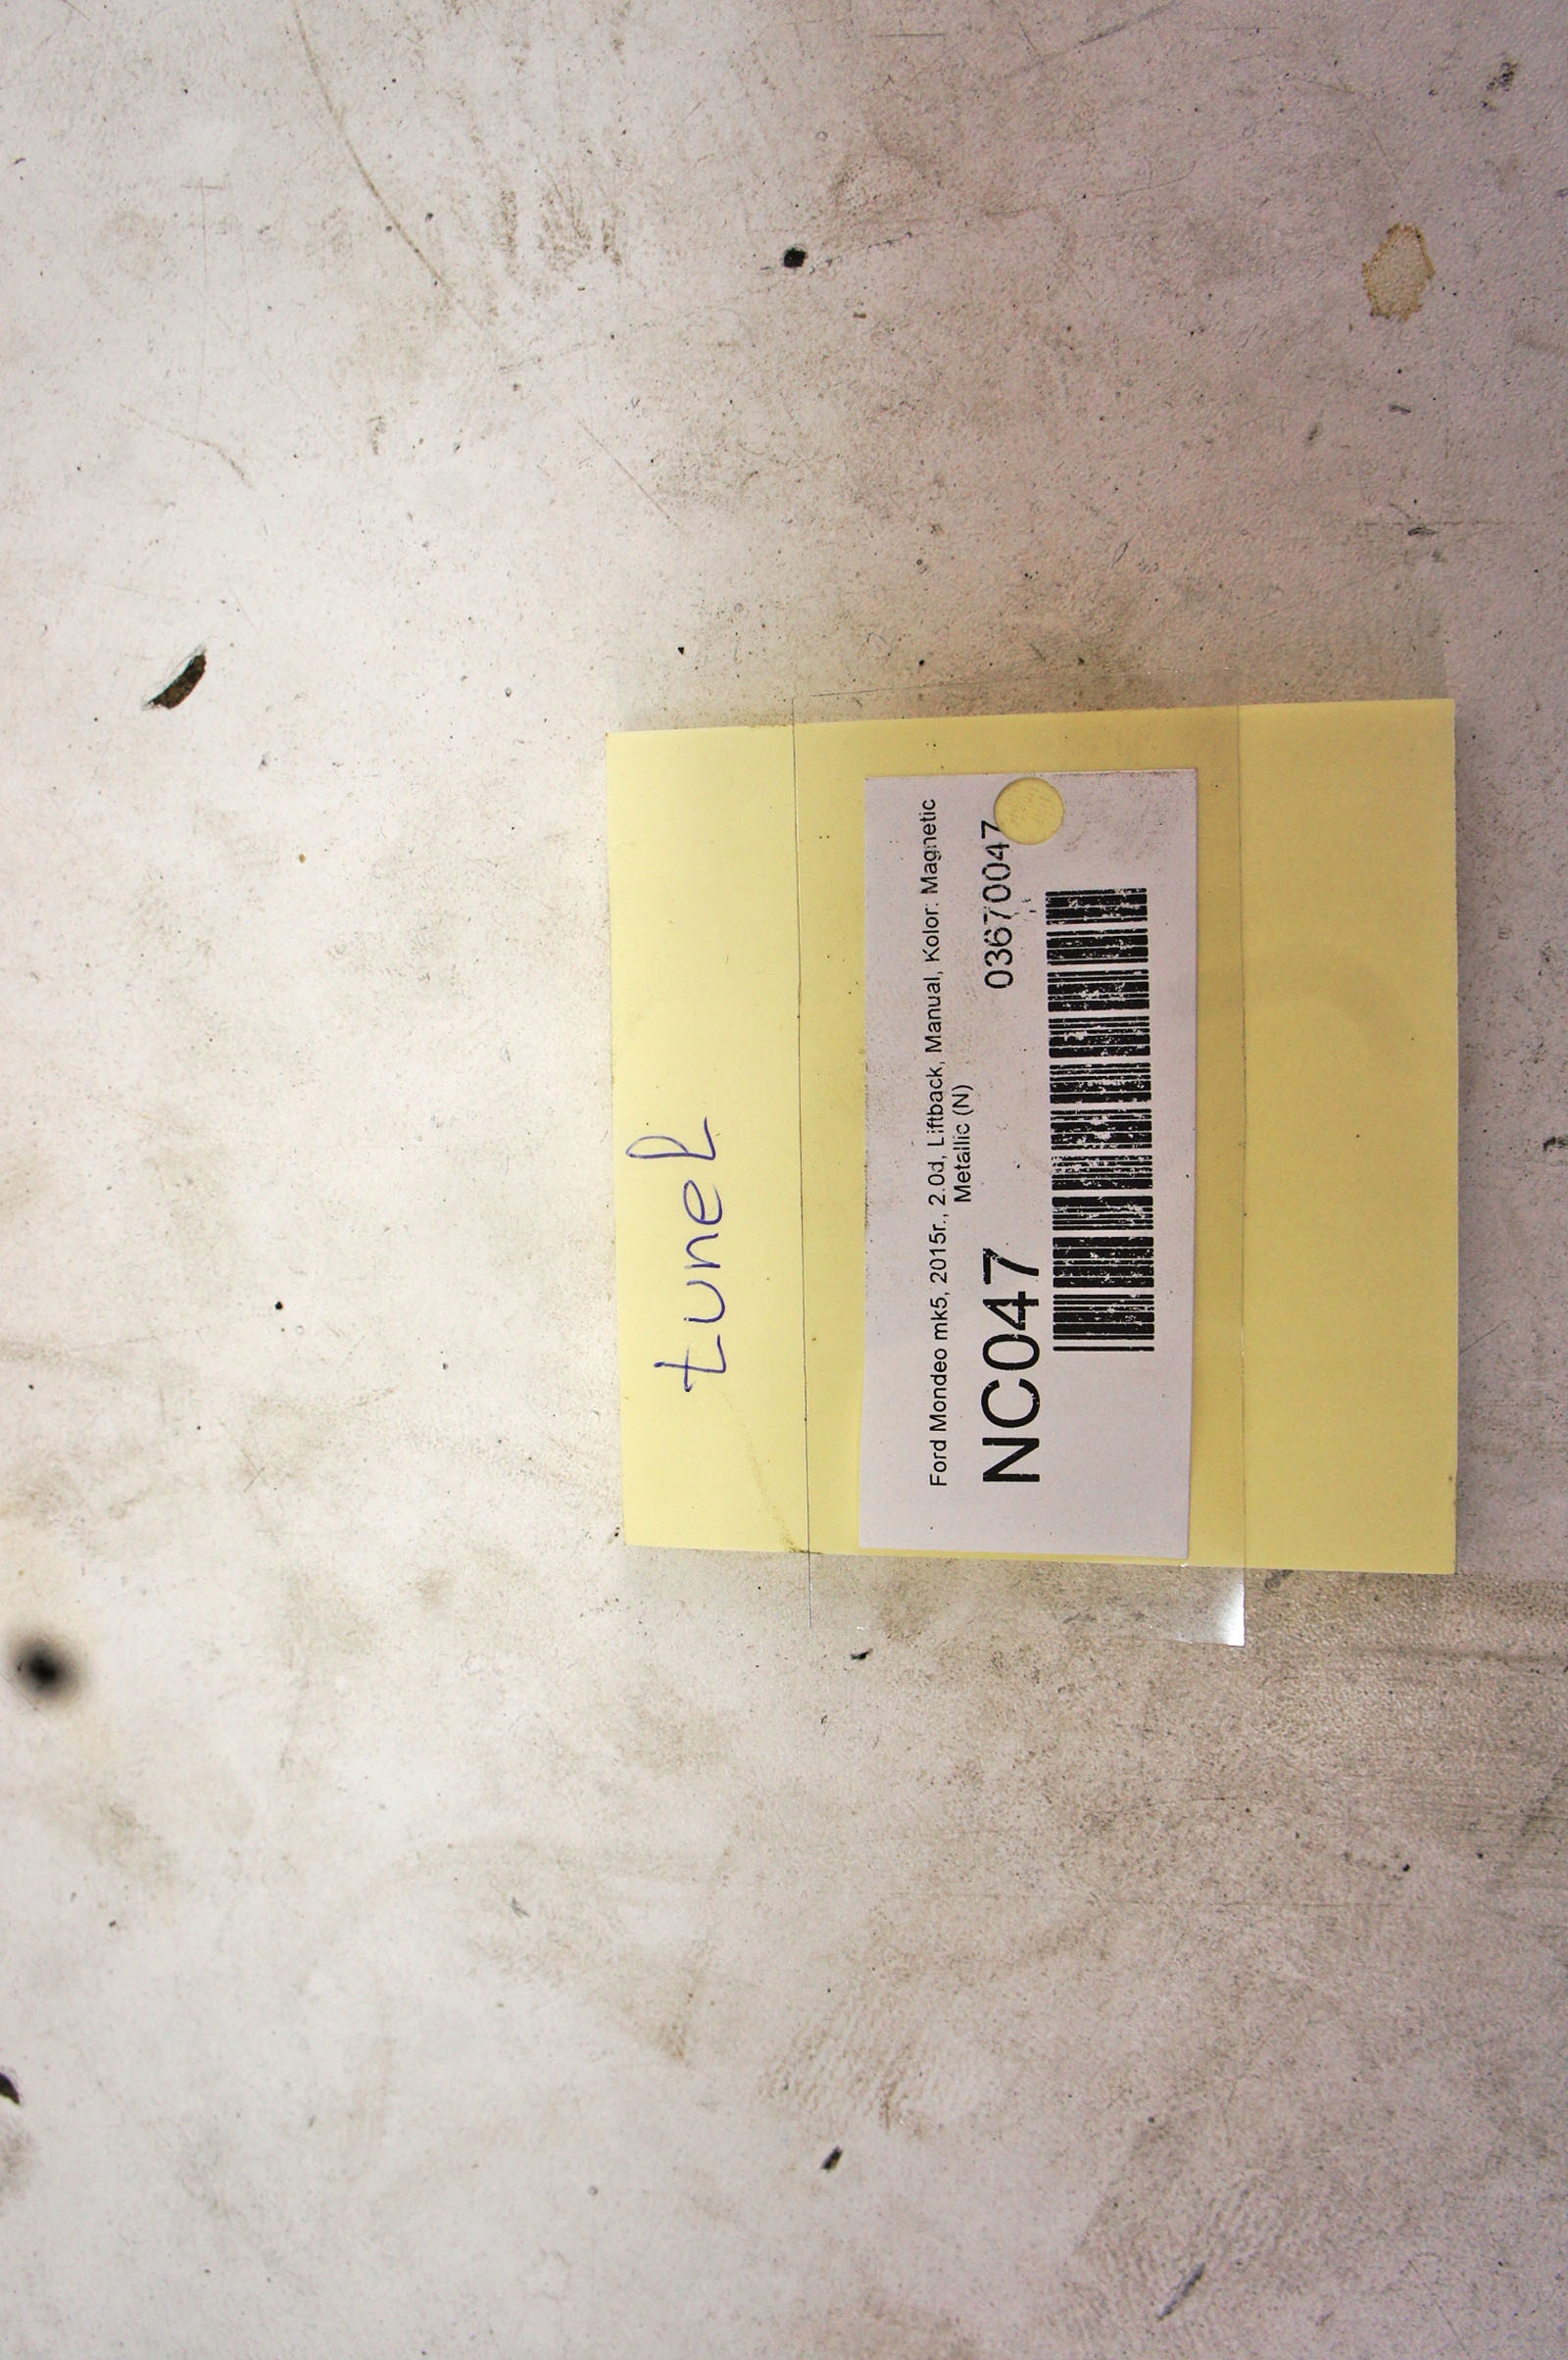 tunel
Ford Mondeo mk5, 2015r., 2.0d, Liftback, Manual, Kolor: Magnetic
Metallic (N)
NC047 03670047